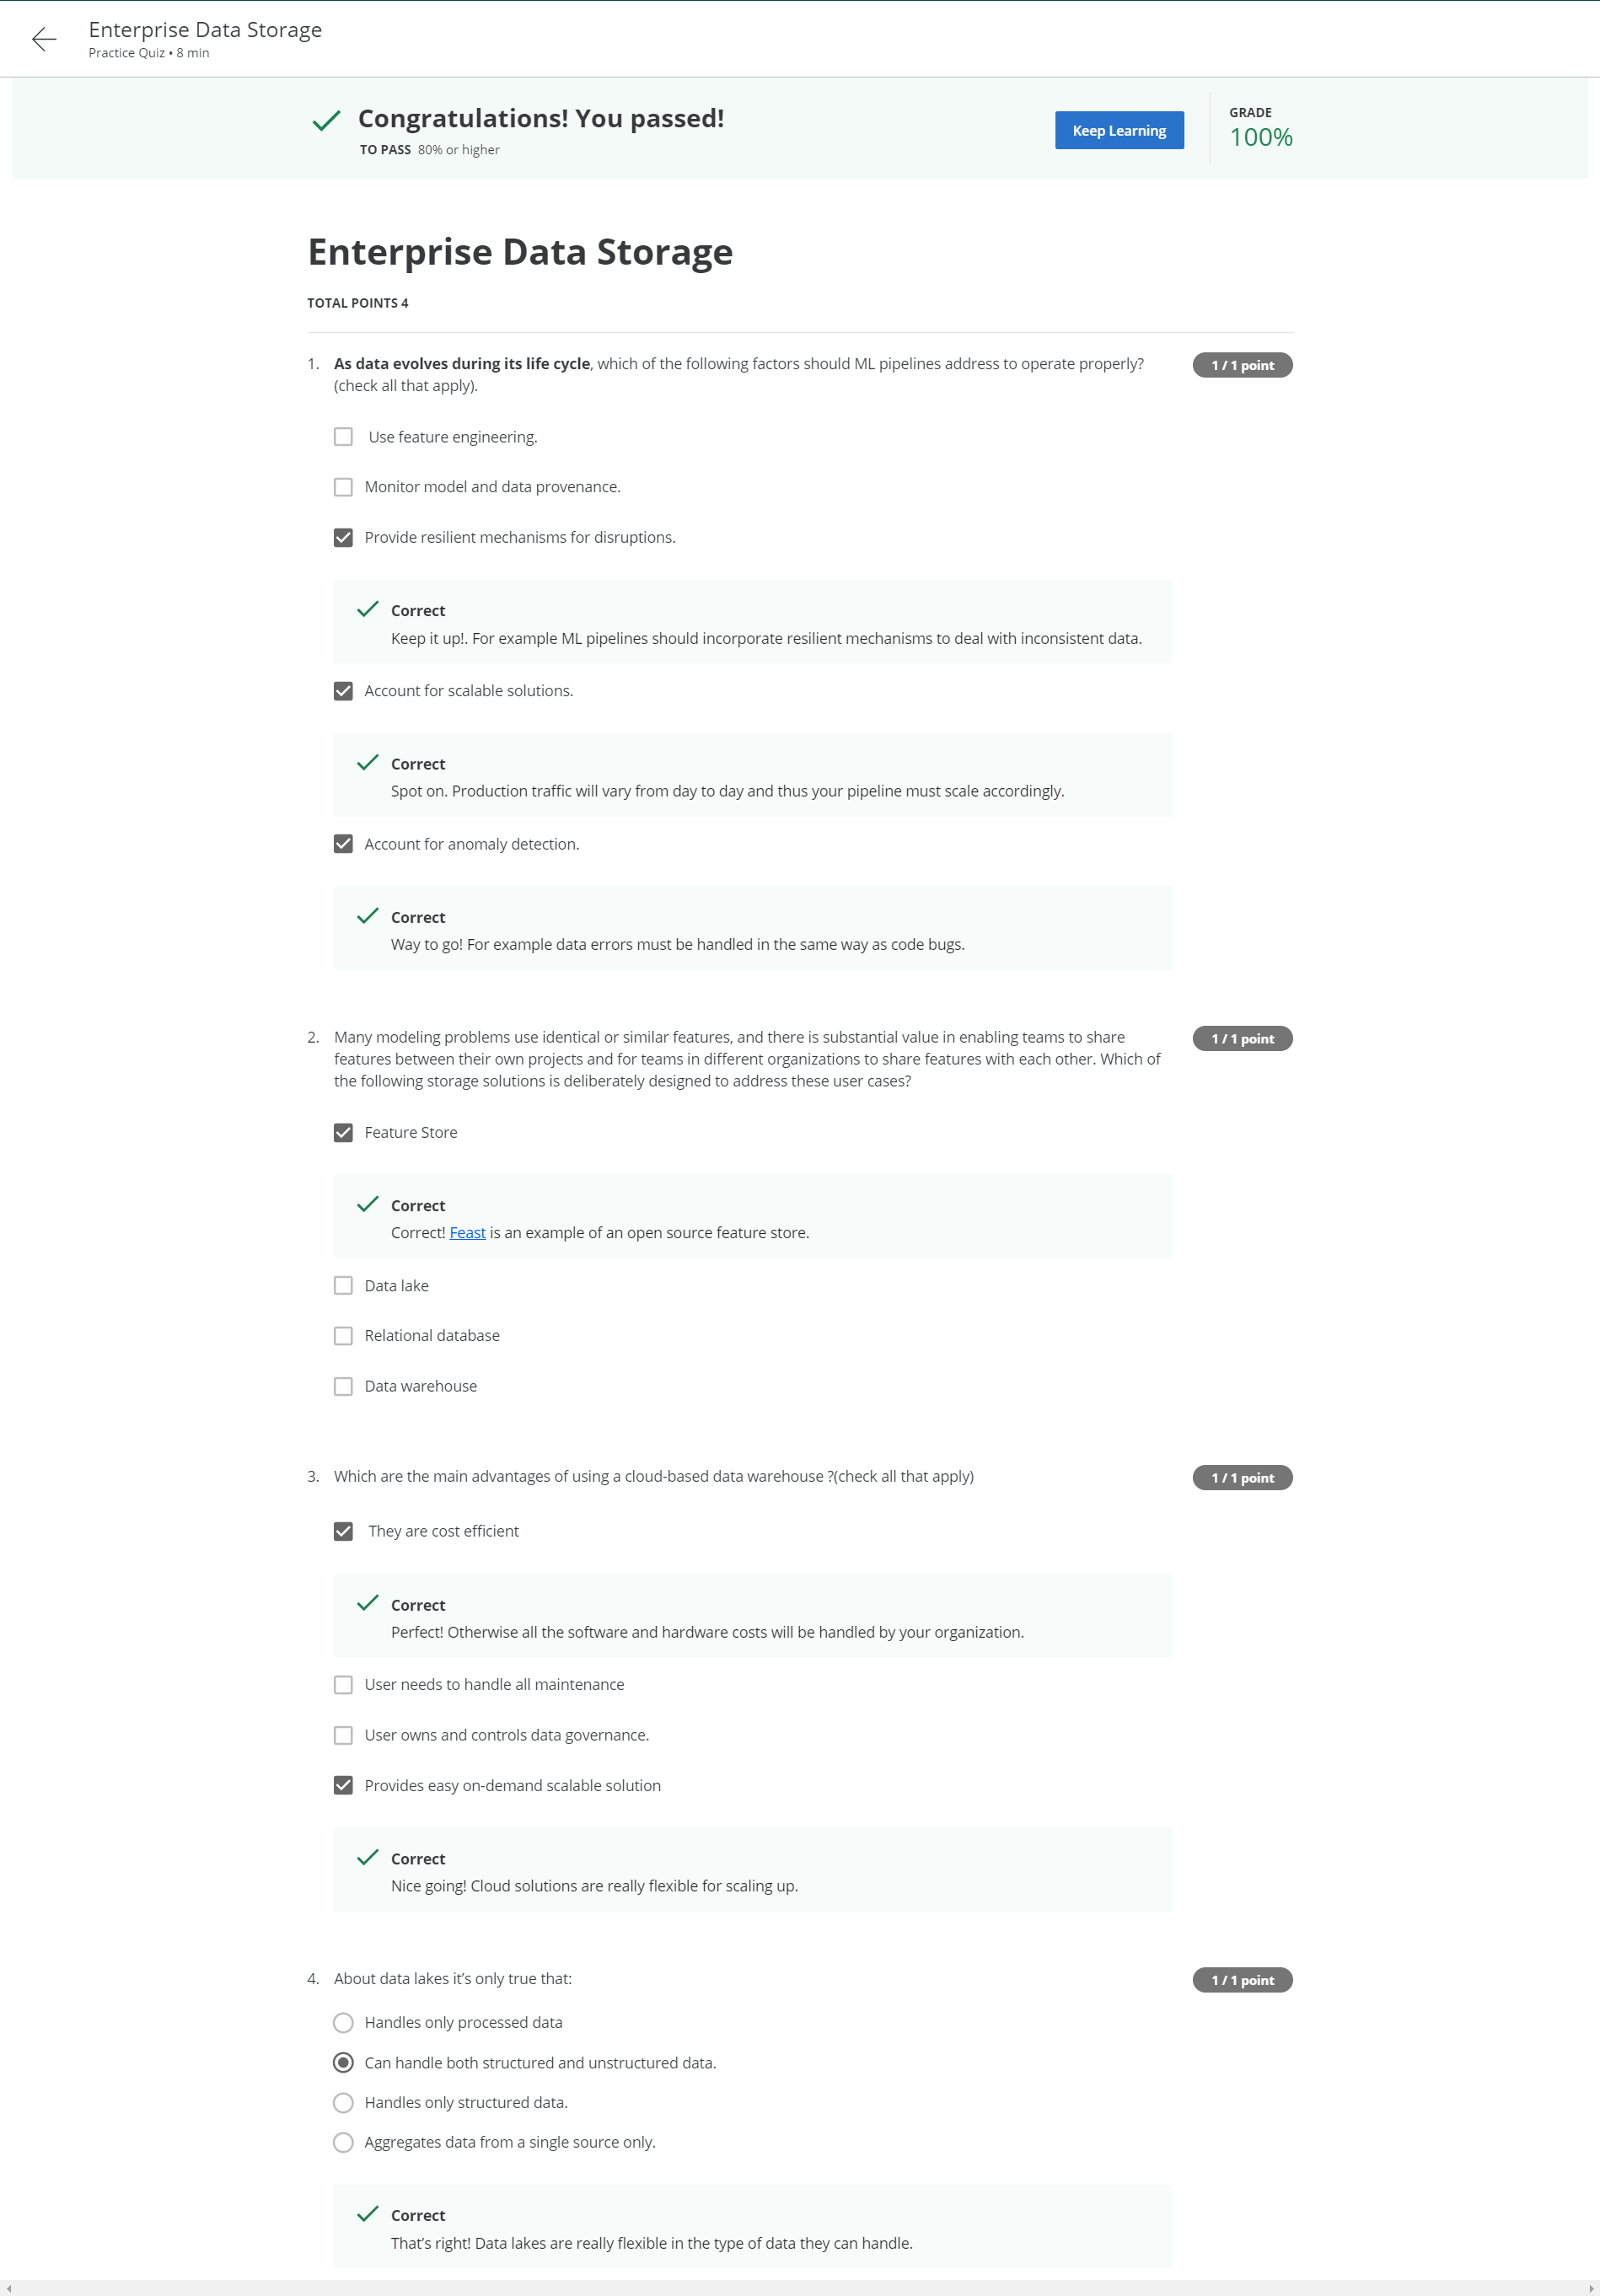 Enterprise Data Storage
Practice Quiz • 8 min
Congratulations! You passed!
TO PASS 80% or higher
Keep Learning
GRADE
100%
Enterprise Data Storage
TOTAL POINTS 4
1. As data evolves during its life cycle, which of the following factors should ML pipelines address to operate properly?
(check all that apply).
1 / 1 point
Use feature engineering.
Monitor model and data provenance.
Provide resilient mechanisms for disruptions.
Correct
Keep it up!. For example ML pipelines should incorporate resilient mechanisms to deal with inconsistent data.
Account for scalable solutions.
Correct
Spot on. Production traffic will vary from day to day and thus your pipeline must scale accordingly.
Account for anomaly detection.
Correct
Way to go! For example data errors must be handled in the same way as code bugs.
2. Many modeling problems use identical or similar features, and there is substantial value in enabling teams to share
features between their own projects and for teams in different organizations to share features with each other. Which of
the following storage solutions is deliberately designed to address these user cases?
1 / 1 point
Feature Store
Correct
Correct! Feast is an example of an open source feature store.
Data lake
Relational database
Data warehouse
3. Which are the main advantages of using a cloud-based data warehouse ?(check all that apply)
1 / 1 point
They are cost efficient
Correct
Perfect! Otherwise all the software and hardware costs will be handled by your organization.
User needs to handle all maintenance
User owns and controls data governance.
Provides easy on-demand scalable solution
Correct
Nice going! Cloud solutions are really flexible for scaling up.
4. About data lakes it’s only true that:
1 / 1 point
Handles only processed data
Can handle both structured and unstructured data.
Handles only structured data.
Aggregates data from a single source only.
Correct
That’s right! Data lakes are really flexible in the type of data they can handle.